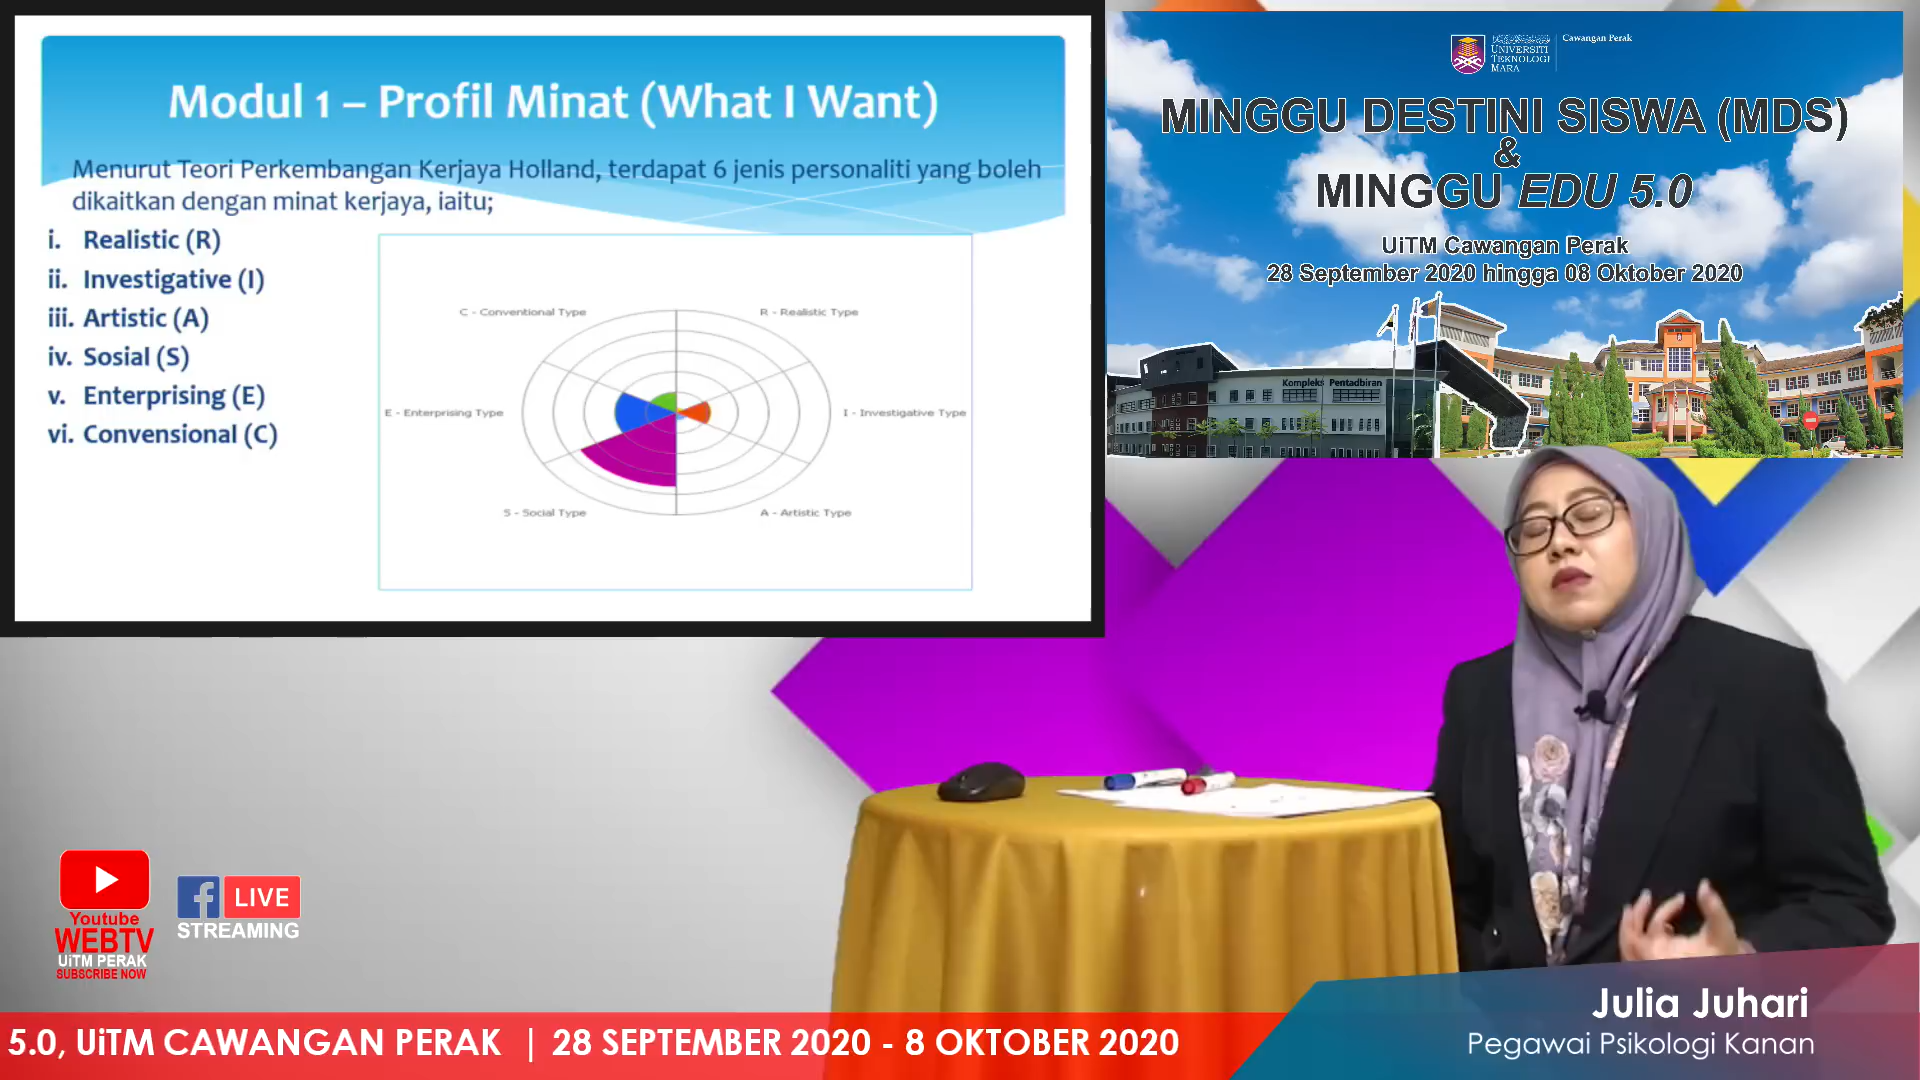 Modul 1 – Profil Minat (What I Want)
Menurut Teori Perkembangan Kerjaya Holland, terdapat 6 jenis personaliti yang boleh
dikaitkan dengan minat kerjaya, iaitu;
i. Realistic (R)
ii. Investigative (I)
iii. Artistic (A)
iv. Sosial (S)
v. Enterprising (E)
vi. Convensional (C)
C - Conventional Type
R - Realistic Type
E - Enterprising Type
I - Investigative Type
S - Social Type
A - Artistic Type
UNIVERSITI
TEKNOLOGI
MARA
Cawangan Perak
MINGGU DESTINI SISWA (MDS)
&
MINGGU EDU 5.0
UiTM Cawangan Perak
28 September 2020 hingga 08 Oktober 2020
Kompleks Pentadbiran
Youtube
WEBTV
UiTM PERAK
SUBSCRIBE NOW
f LIVE
STREAMING
Julia Juhari
Pegawai Psikologi Kanan
5.0, UiTM CAWANGAN PERAK | 28 SEPTEMBER 2020 - 8 OKTOBER 2020